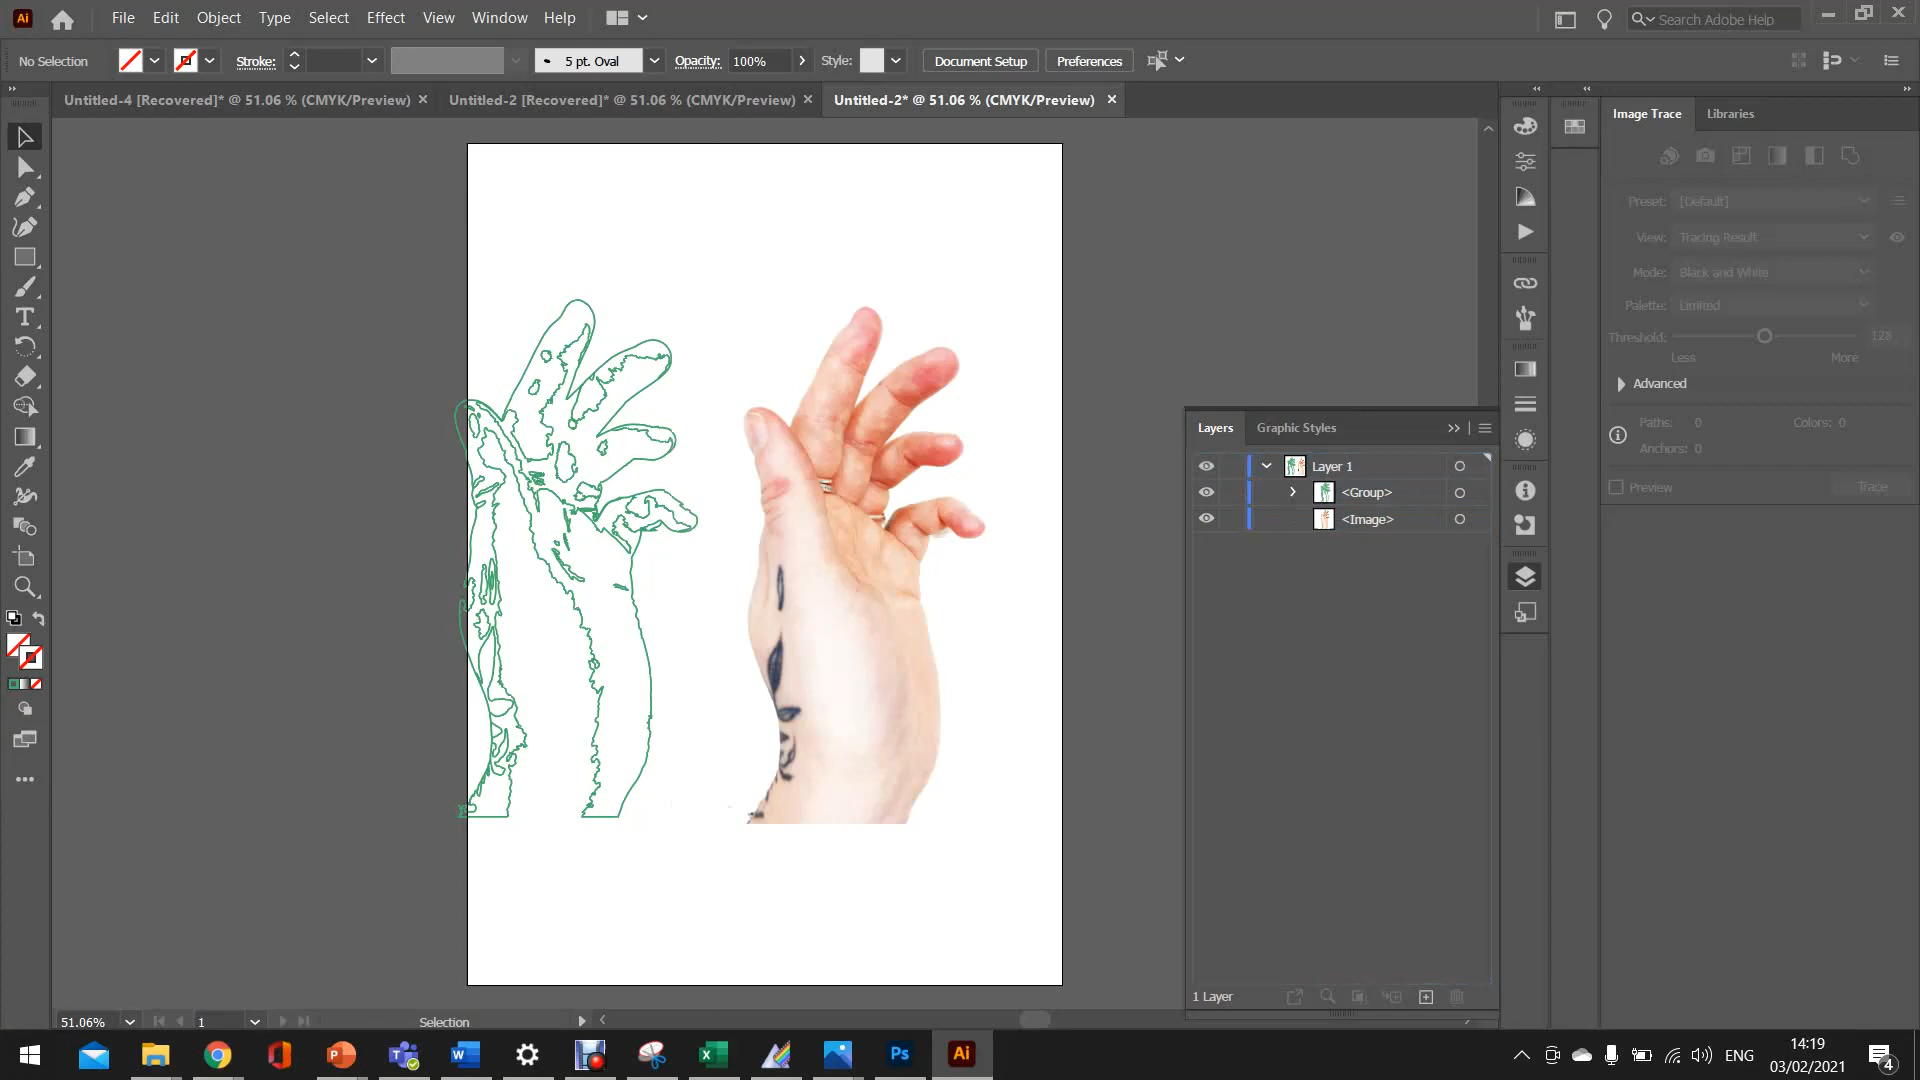 Ai File Edit Object Type Select Effect View Window Help Search Adobe Help
No Selection Stroke: 5 pt. Oval Opacity: 100% Style: Document Setup Preferences
Untitled-4 [Recovered]* @ 51.06 % (CMYK/Preview) Untitled-2 [Recovered]* @ 51.06 % (CMYK/Preview) Untitled-2* @ 51.06 % (CMYK/Preview)
Image Trace Libraries
Preset: [Default]
View: Tracing Result
Mode: Black and White
Palette: Limited
Threshold: 128
Less More
Advanced
Paths: 0 Colors: 0
Anchors: 0
Preview Trace
Layers Graphic Styles
Layer 1
<Group>
<Image>
1 Layer
51.06% 1 Selection
Ps Ai ENG 14:19
03/02/2021 4